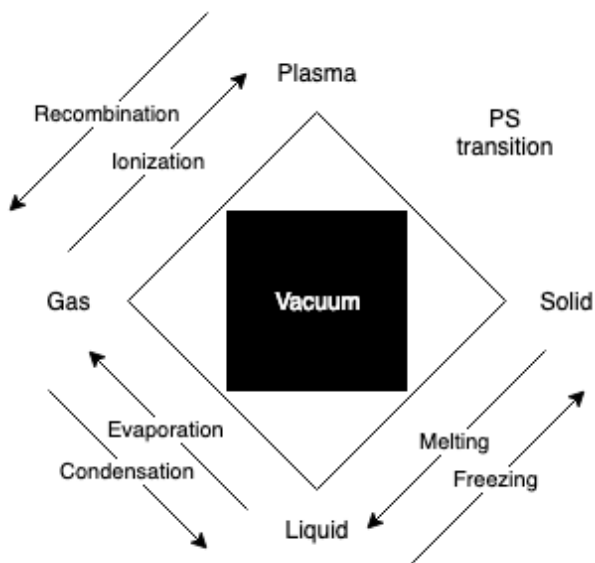 Plasma
Recombination
PS
transition
Ionization
Gas
Vacuum
Solid
Evaporation
Melting
Condensation
Freezing
Liquid